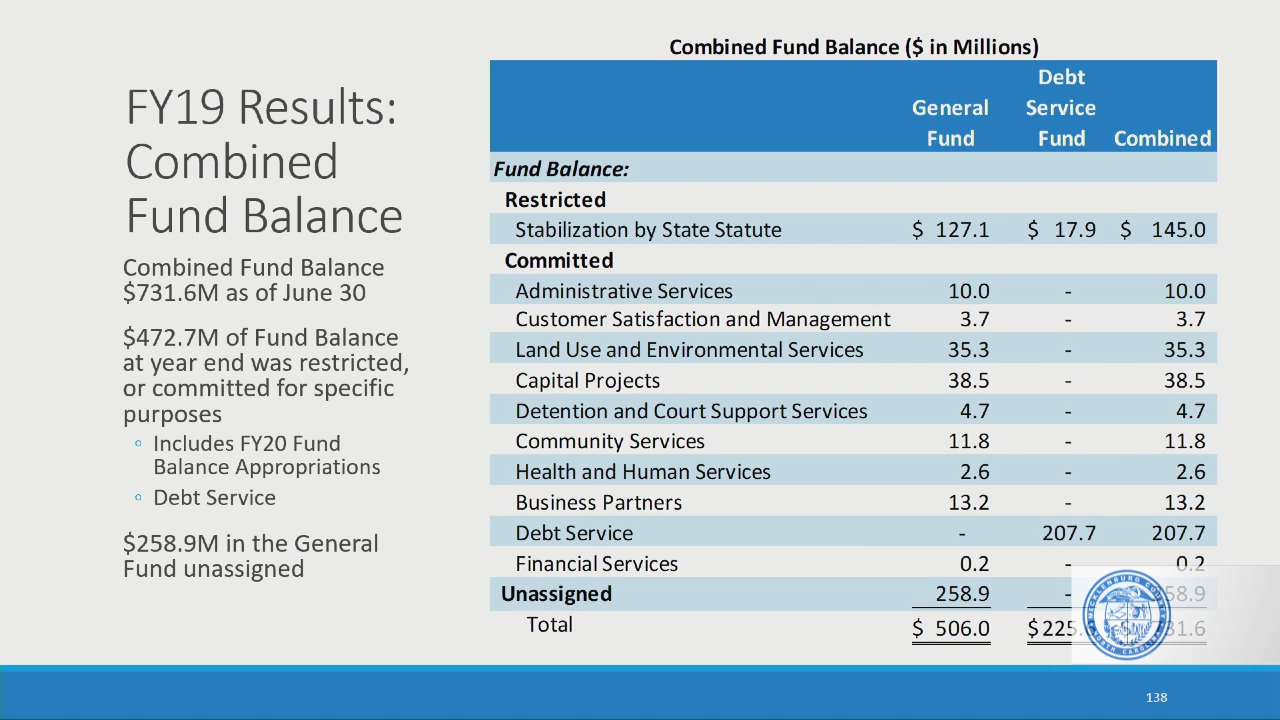 FY19 Results:
Combined
Fund Balance
Combined Fund Balance
$731.6M as of June 30
$472.7M of Fund Balance
at year end was restricted,
or committed for specific
purposes
Includes FY20 Fund
Balance Appropriations
Debt Service
$258.9M in the General
Fund unassigned
Combined Fund Balance ($ in Millions)
General Fund Debt Service Fund Combined
Fund Balance:
Restricted
Stabilization by State Statute $ 127.1 $ 17.9 $ 145.0
Committed
Administrative Services 10.0 - 10.0
Customer Satisfaction and Management 3.7 - 3.7
Land Use and Environmental Services 35.3 - 35.3
Capital Projects 38.5 - 38.5
Detention and Court Support Services 4.7 - 4.7
Community Services 11.8 - 11.8
Health and Human Services 2.6 - 2.6
Business Partners 13.2 - 13.2
Debt Service - 207.7 207.7
Financial Services 0.2 - 0.2
Unassigned 258.9 -
Total $ 506.0
MECKLENBURG COUNTY
NORTH CAROLINA
138